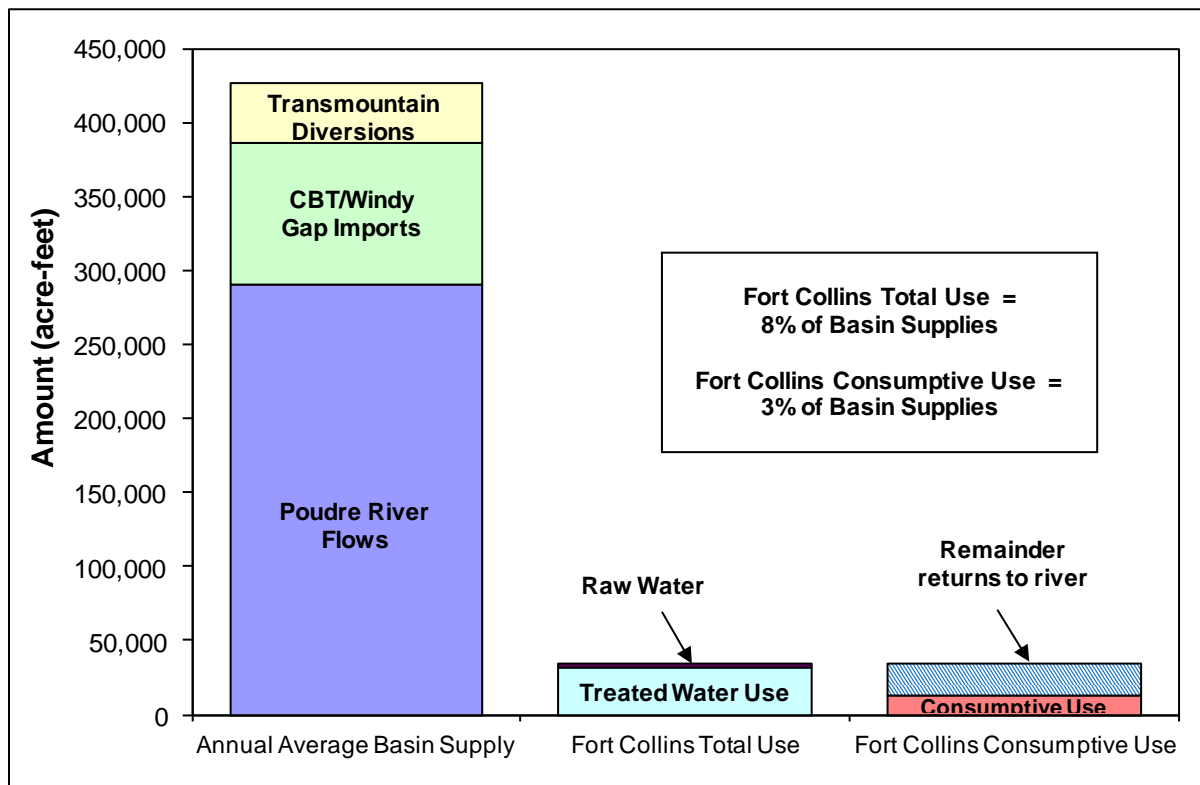 Amount (acre-feet)
450,000
400,000
350,000
300,000
250,000
200,000
150,000
100,000
50,000
0
Transmountain
Diversions
CBT/Windy
Gap Imports
Poudre River
Flows
Fort Collins Total Use =
8% of Basin Supplies
Fort Collins Consumptive Use =
3% of Basin Supplies
Raw Water
Treated Water Use
Remainder
returns to river
Consumptive Use
Annual Average Basin Supply
Fort Collins Total Use
Fort Collins Consumptive Use